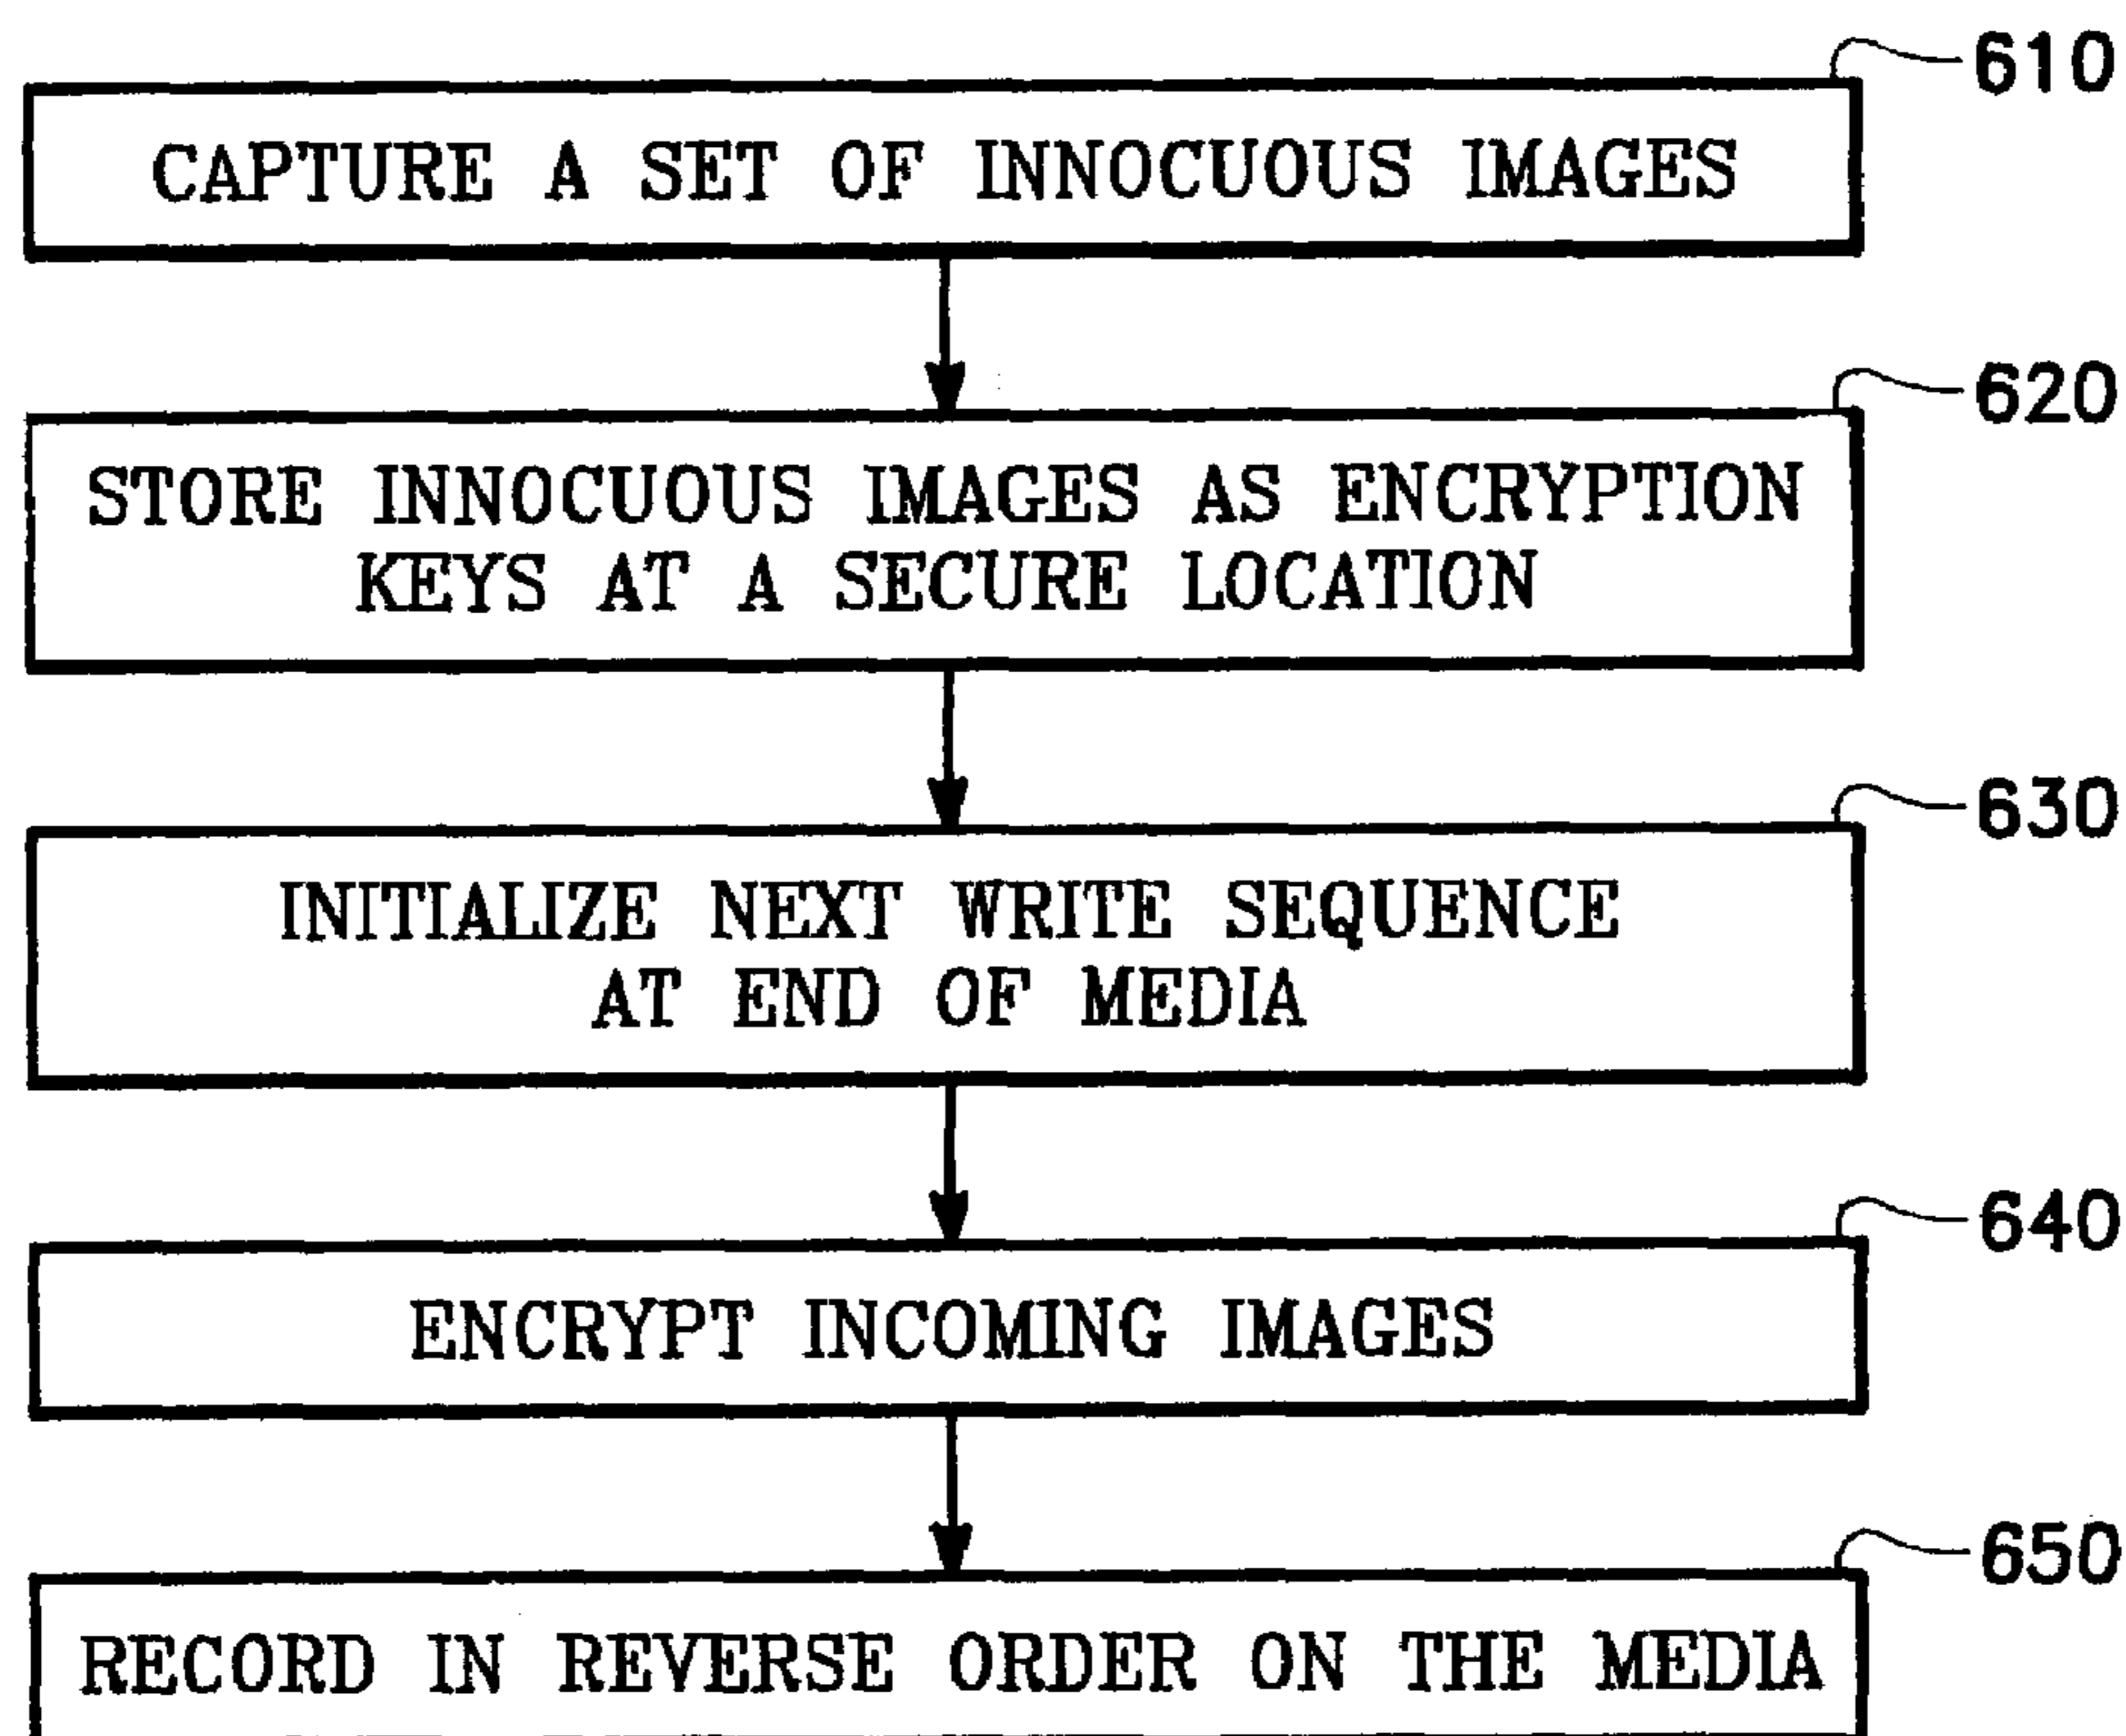 610
CAPTURE A SET OF INNOCUOUS IMAGES
620
STORE INNOCUOUS IMAGES AS ENCRYPTION
KEYS AT A SECURE LOCATION
630
INITIALIZE NEXT WRITE SEQUENCE
AT END OF MEDIA
640
ENCRYPT INCOMING IMAGES
650
RECORD IN REVERSE ORDER ON THE MEDIA